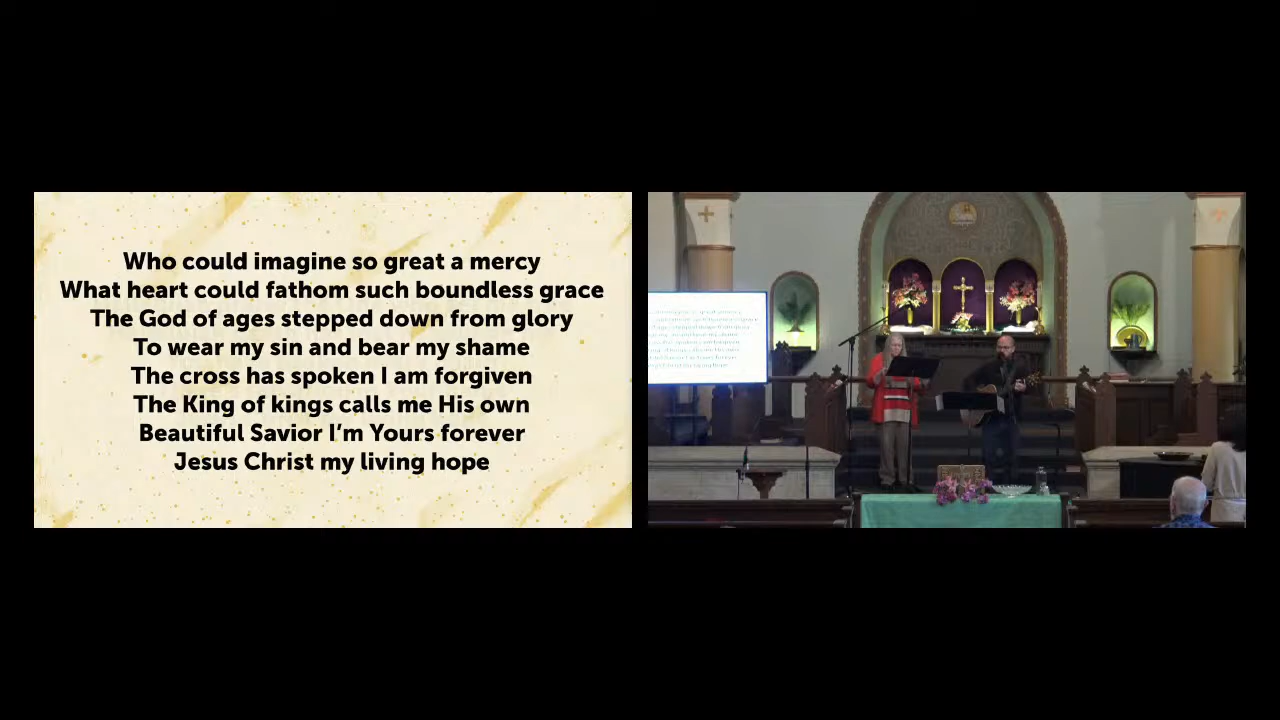 Who could imagine so great a mercy
What heart could fathom such boundless grace
The God of ages stepped down from glory
To wear my sin and bear my shame
The cross has spoken I am forgiven
The King of kings calls me His own
Beautiful Savior I'm Yours forever
Jesus Christ my living hope